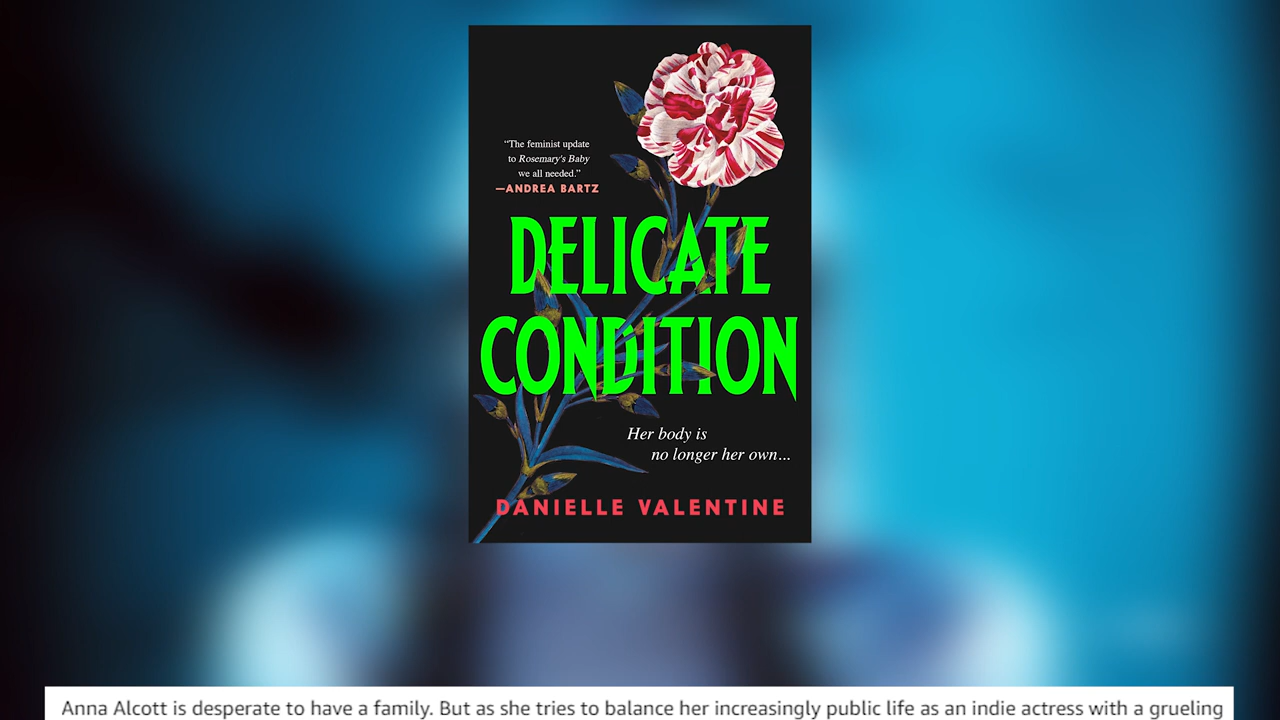 “The feminist update
to Rosemary's Baby
we all needed.”
—ANDREA BARTZ
DELICATE
CONDITION
Her body is
no longer her own...
DANIELLE VALENTINE
Anna Alcott is desperate to have a family. But as she tries to balance her increasingly public life as an indie actress with a grueling